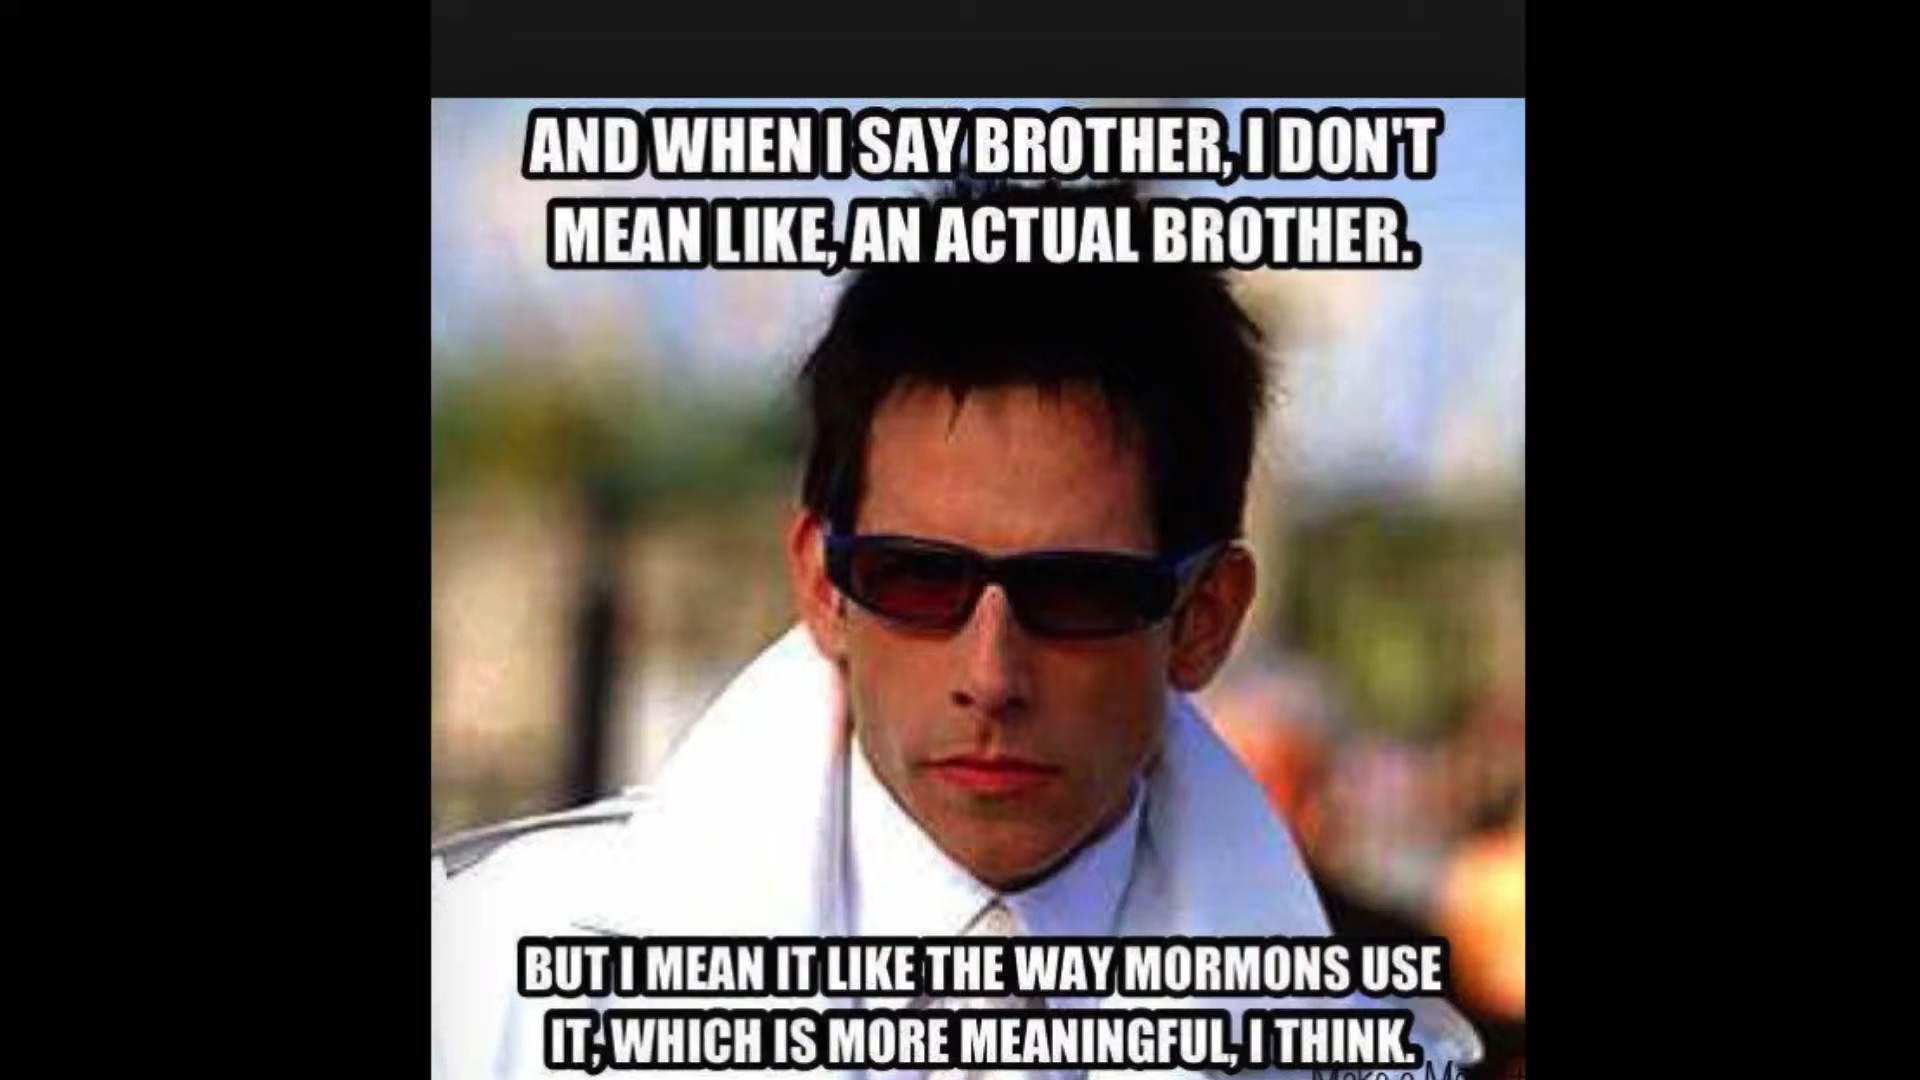 AND WHEN I SAY BROTHER, I DON'T
MEAN LIKE, AN ACTUAL BROTHER.
BUT I MEAN IT LIKE THE WAY MORMONS USE
IT, WHICH IS MORE MEANINGFUL, I THINK.